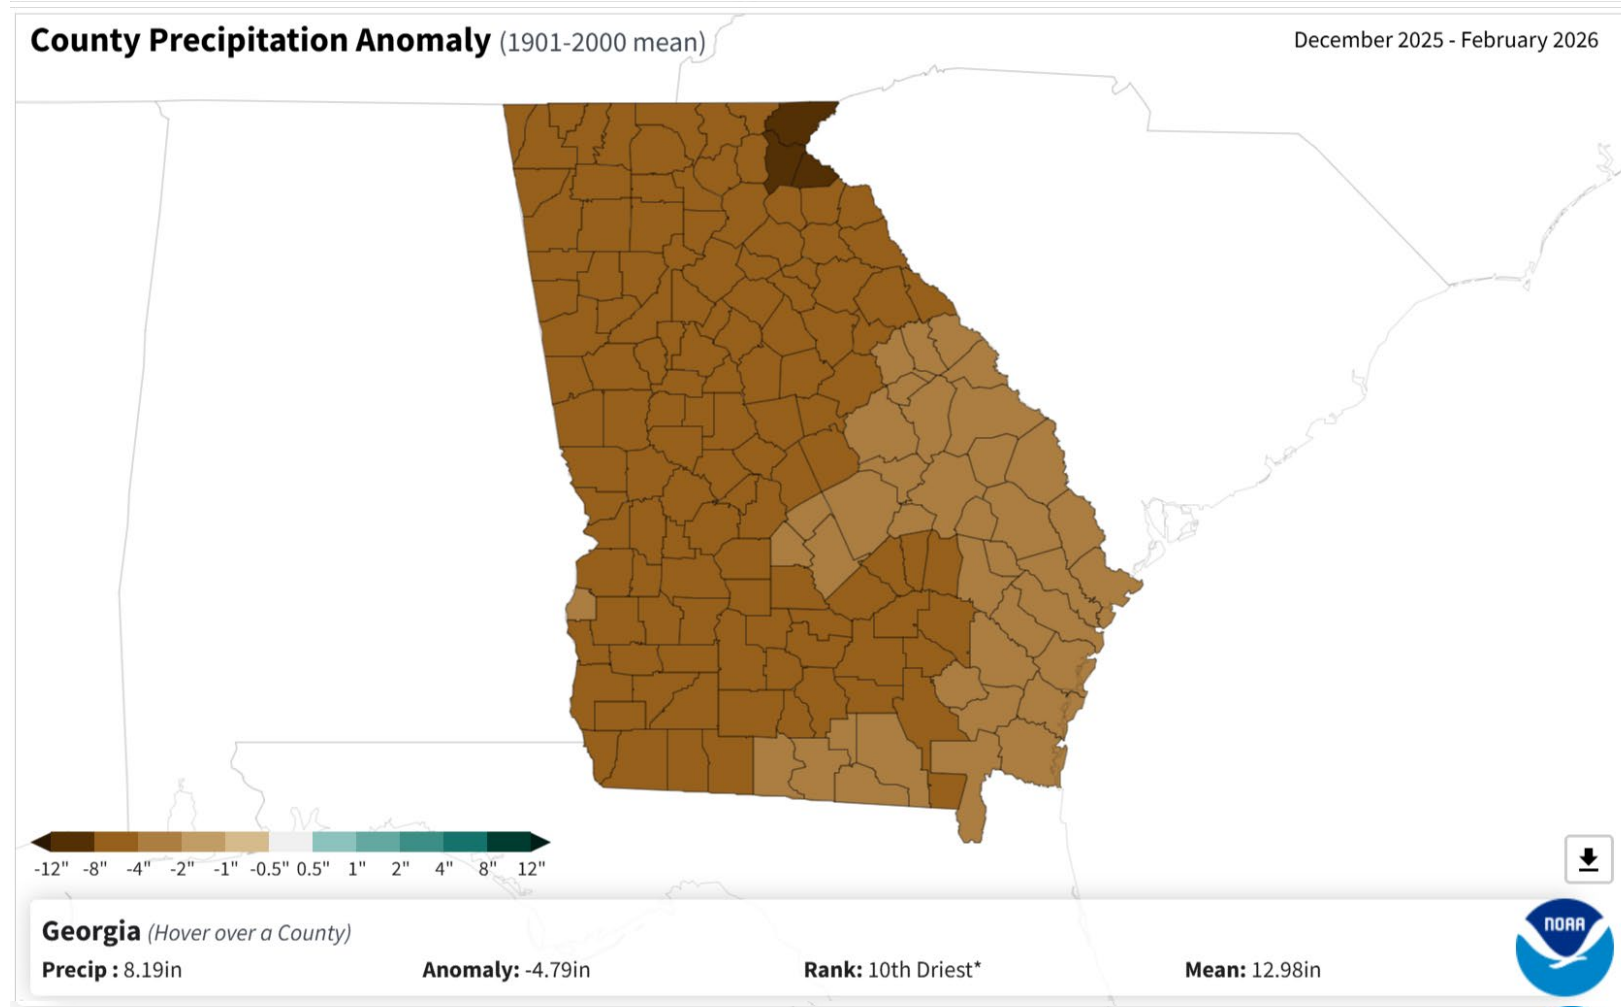 County Precipitation Anomaly (1901-2000 mean)
December 2025 - February 2026
-12" -8" -4" -2" -1" -0.5" 0.5" 1" 2" 4" 8" 12"
Georgia (Hover over a County)
Precip : 8.19in Anomaly: -4.79in Rank: 10th Driest* Mean: 12.98in
NOAA